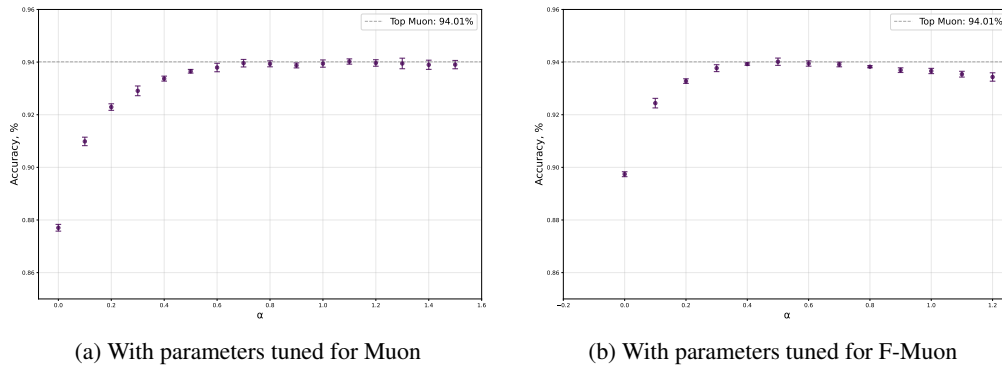 0.96
0.94
0.92
0.90
0.88
0.86
Accuracy, %
Top Muon: 94.01%
0.0 0.2 0.4 0.6 0.8 1.0 1.2 1.4 1.6
α
(a) With parameters tuned for Muon
0.96
0.94
0.92
0.90
0.88
0.86
Accuracy, %
Top Muon: 94.01%
−0.2 0.0 0.2 0.4 0.6 0.8 1.0 1.2
α
(b) With parameters tuned for F-Muon